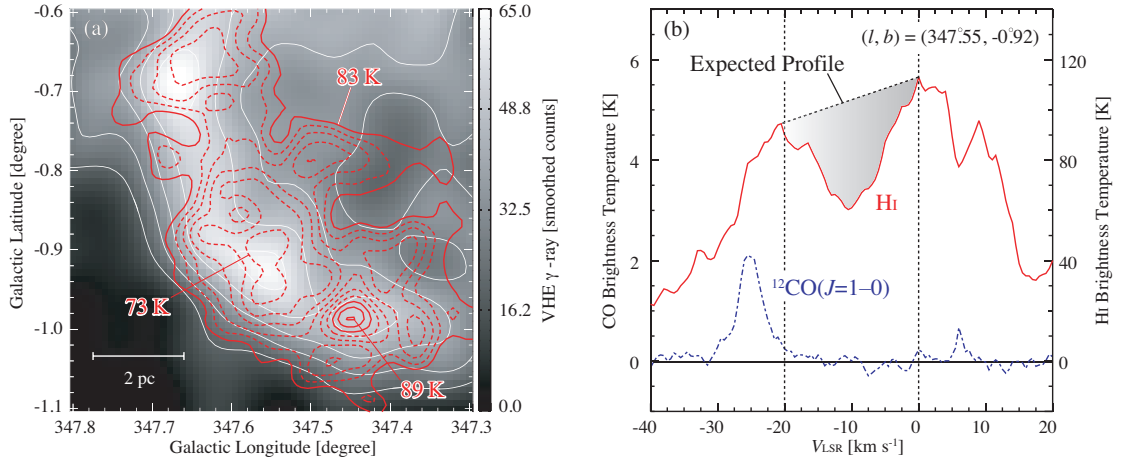 (a)
83 K
73 K
89 K
2 pc
-0.6
-0.7
-0.8
-0.9
-1.0
-1.1
Galactic Latitude [degree]
347.8
347.7
347.6
347.5
347.4
347.3
Galactic Longitude [degree]
65.0
48.8
32.5
16.2
0.0
VHE γ-ray [smoothed counts]
(b)
(l, b) = (347°.55, -0°.92)
Expected Profile
HI
¹²CO(J=1–0)
6
4
2
0
CO Brightness Temperature [K]
120
80
40
0
HI Brightness Temperature [K]
-40
-30
-20
-10
0
10
20
VLSR [km s⁻¹]